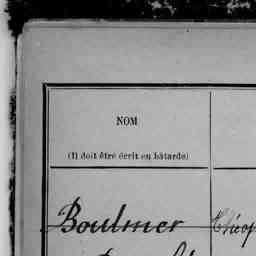 NOM
(Il doit être écrit en bâtarde)
Boulmer